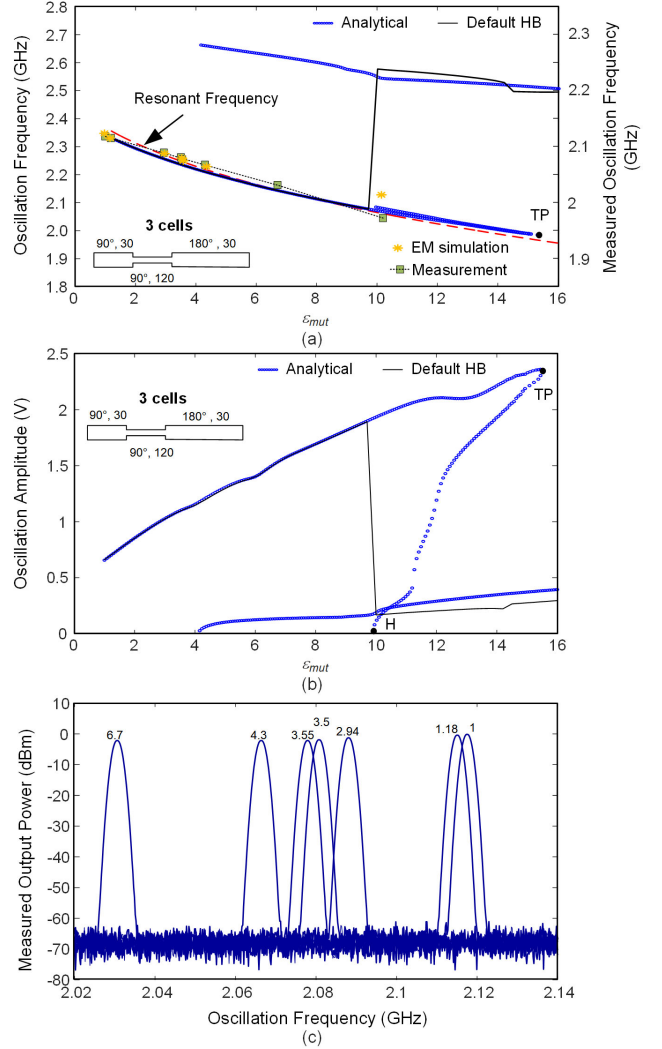 Analytical
Default HB
2.8
2.7
2.6
2.5
2.4
2.3
2.2
2.1
2.0
1.9
1.8
Oscillation Frequency (GHz)
2.3
2.2
2.1
2
1.9
Measured Oscillation Frequency (GHz)
Resonant Frequency
TP
3 cells
90°, 30
180°, 30
90°, 120
EM simulation
Measurement
0 2 4 6 8 10 12 14 16
εmut
(a)
Analytical
Default HB
2.5
2
1.5
1
0.5
0
Oscillation Amplitude (V)
3 cells
90°, 30
180°, 30
90°, 120
TP
H
0 2 4 6 8 10 12 14 16
εmut
(b)
10
0
-10
-20
-30
-40
-50
-60
-70
-80
Measured Output Power (dBm)
6.7
4.3
3.55
3.5
2.94
1.18
1
2.02 2.04 2.06 2.08 2.1 2.12 2.14
Oscillation Frequency (GHz)
(c)